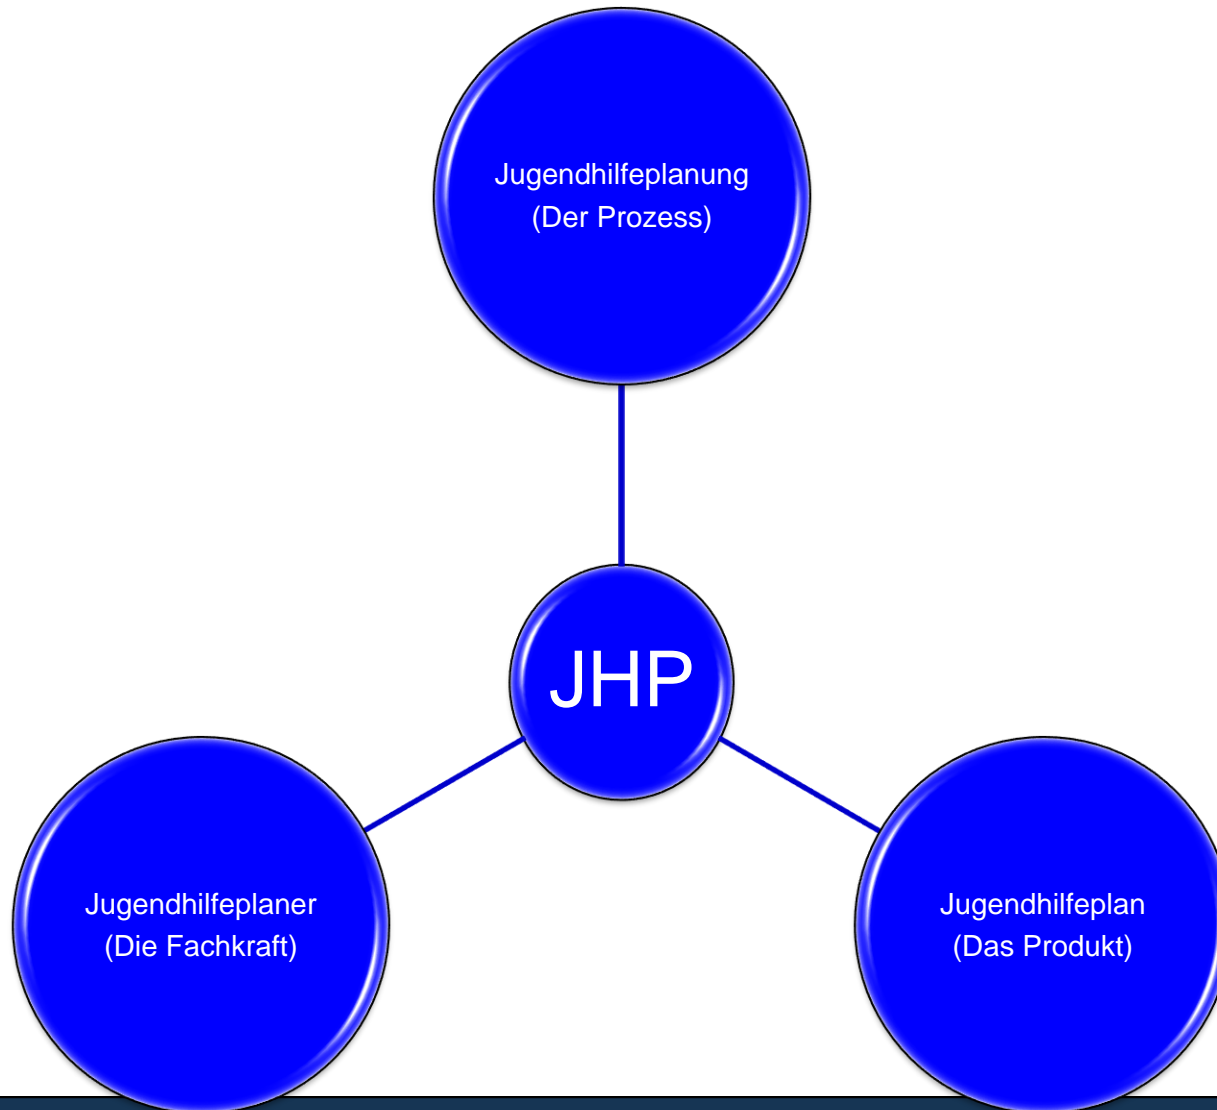 Jugendhilfeplanung
(Der Prozess)
JHP
Jugendhilfeplaner
(Die Fachkraft)
Jugendhilfeplan
(Das Produkt)